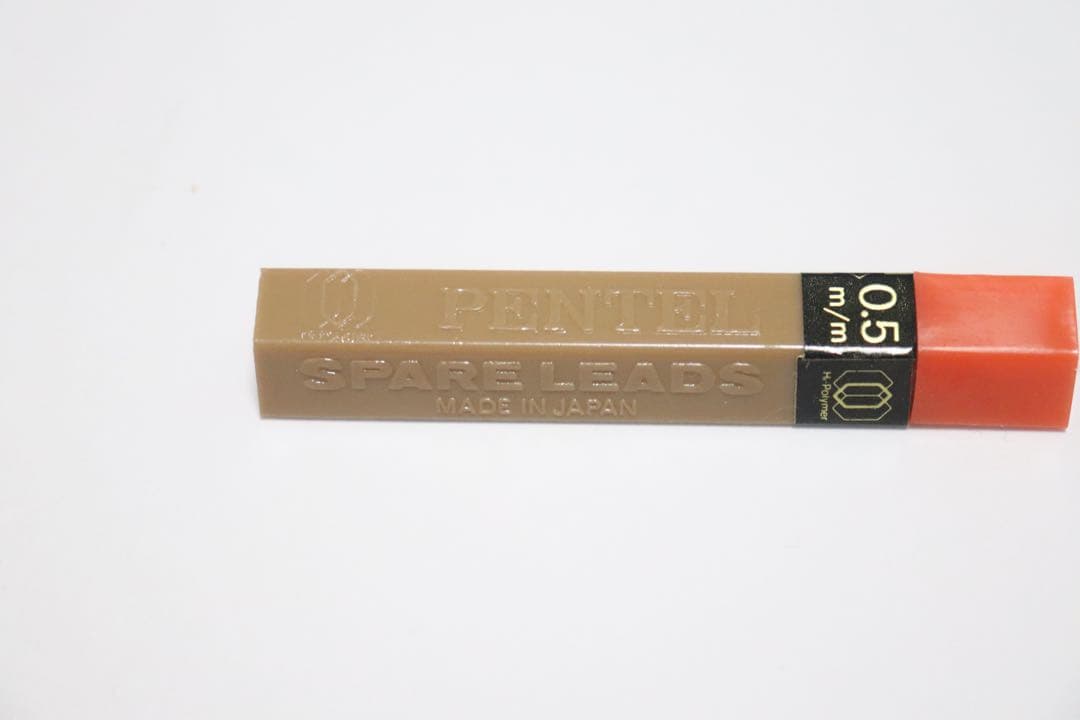 PENTEL
SPARE LEADS
MADE IN JAPAN
0.5
m/m
Hi-Polymer